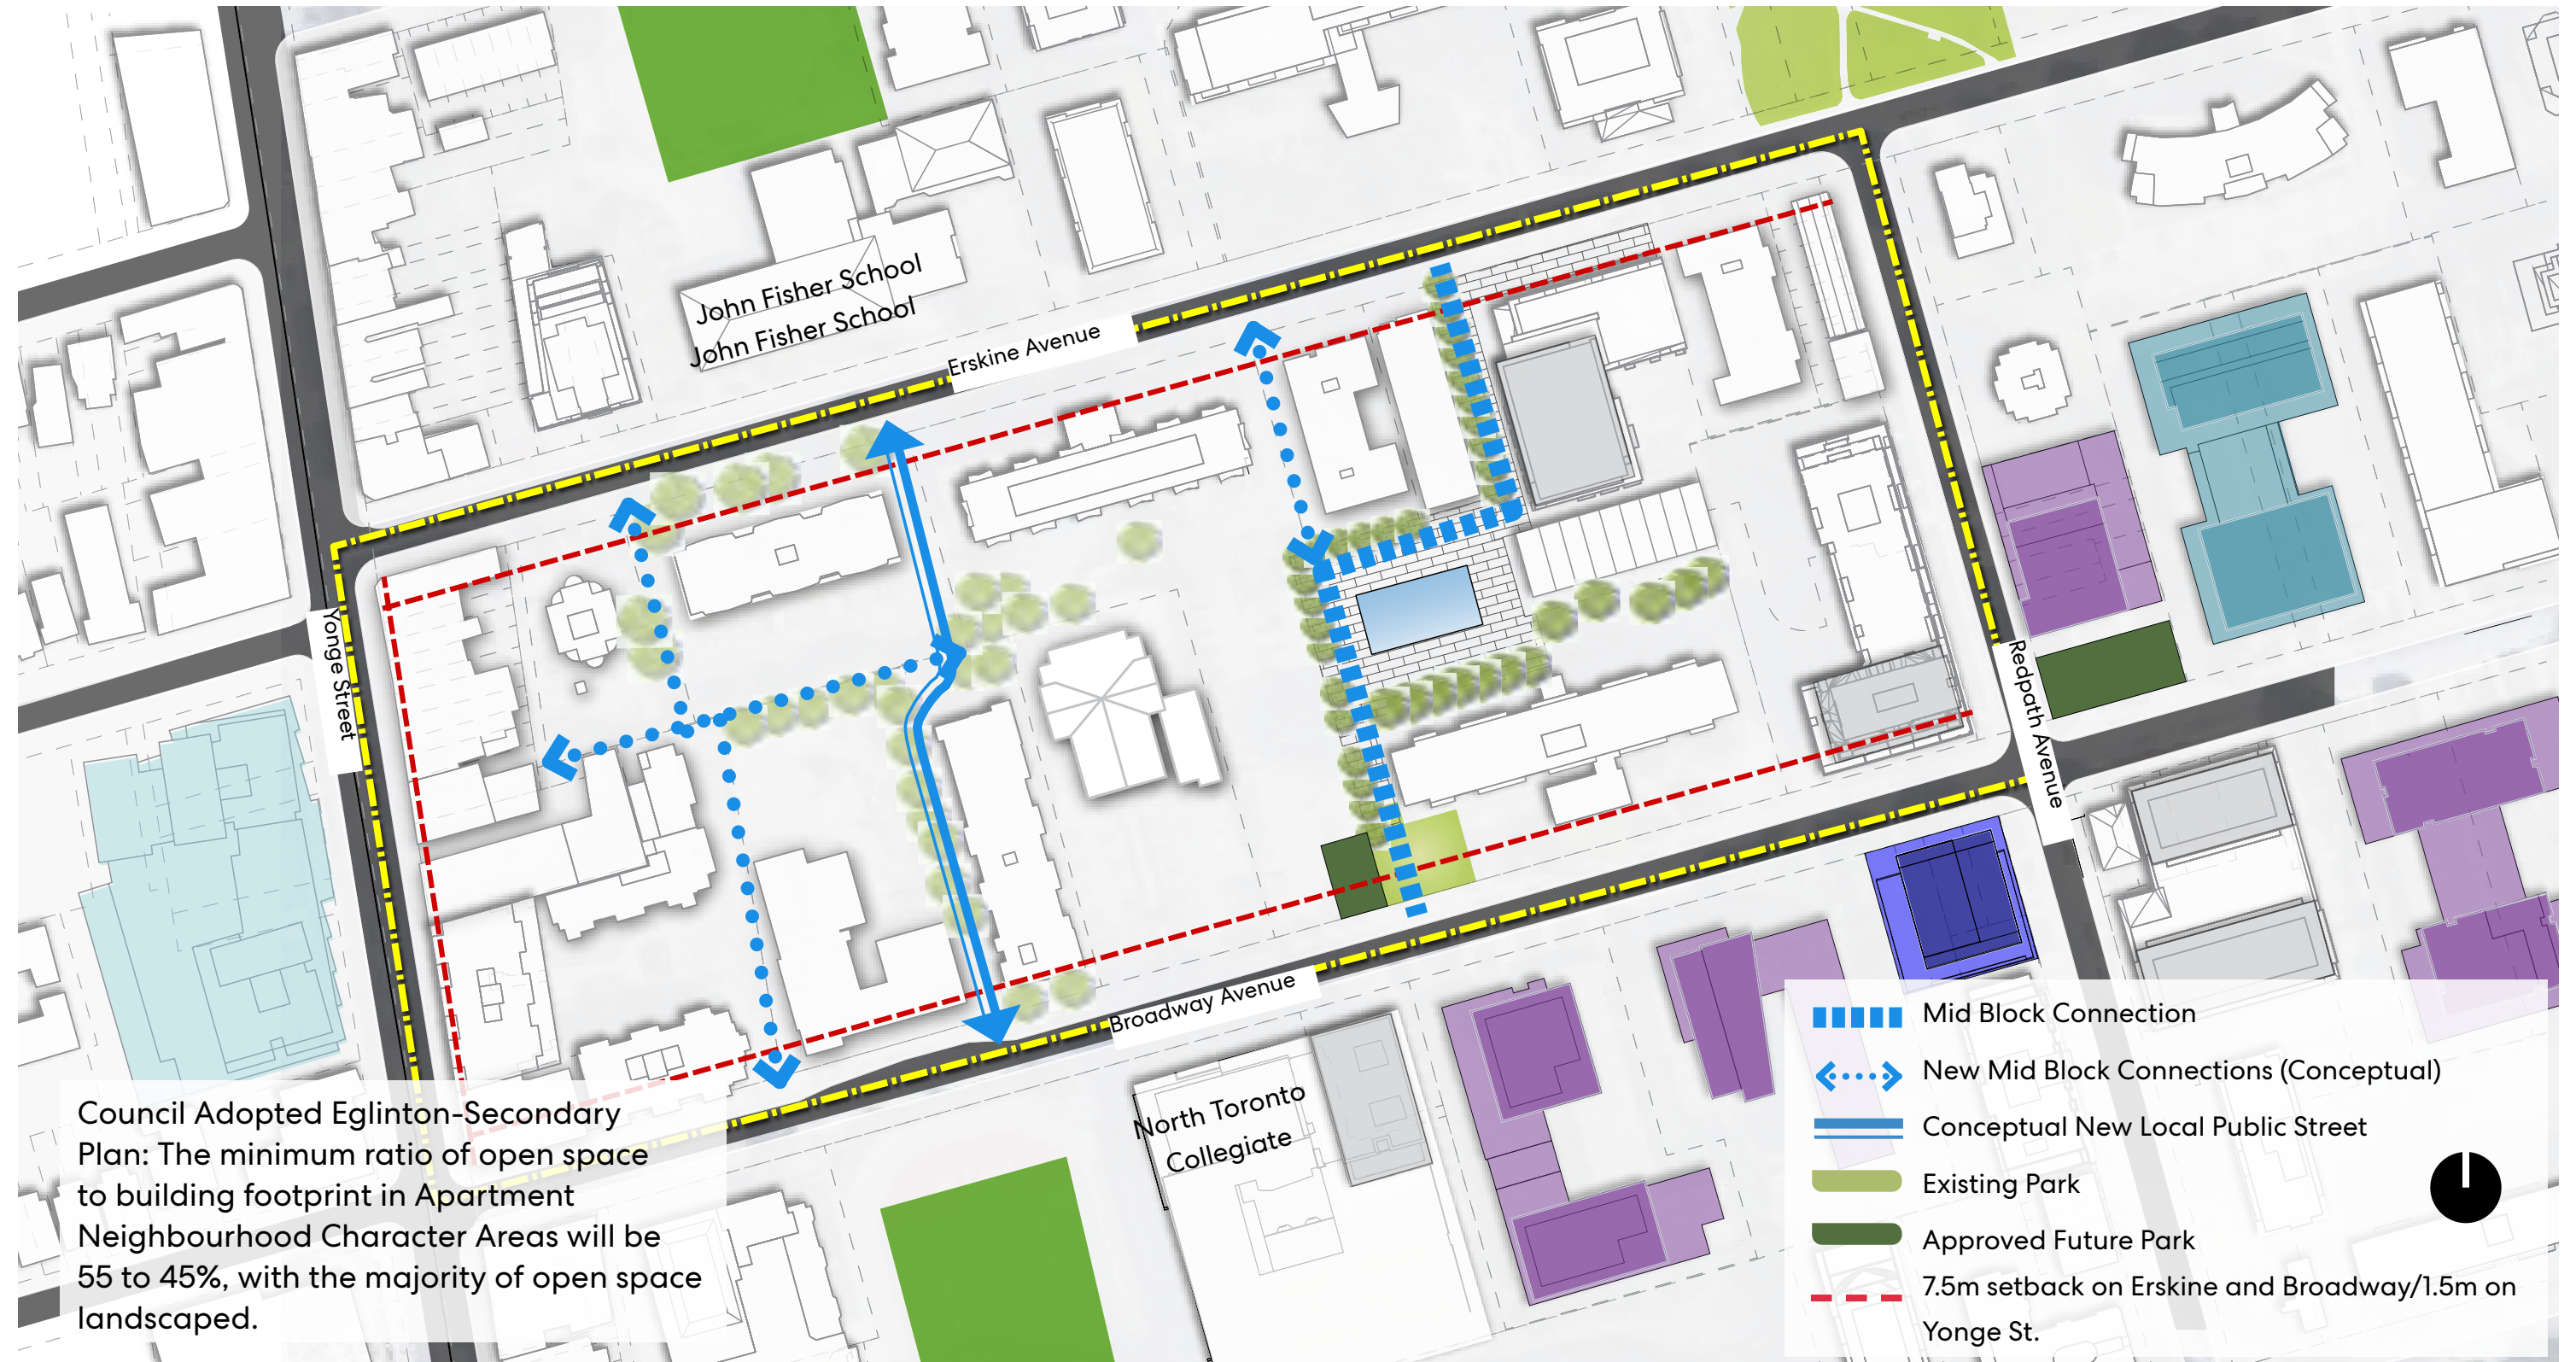 John Fisher School
John Fisher School
Erskine Avenue
Yonge Street
Redpath Avenue
Broadway Avenue
North Toronto
Collegiate
Council Adopted Eglinton-Secondary
Plan: The minimum ratio of open space
to building footprint in Apartment
Neighbourhood Character Areas will be
55 to 45%, with the majority of open space
landscaped.
Mid Block Connection
New Mid Block Connections (Conceptual)
Conceptual New Local Public Street
Existing Park
Approved Future Park
7.5m setback on Erskine and Broadway/1.5m on
Yonge St.